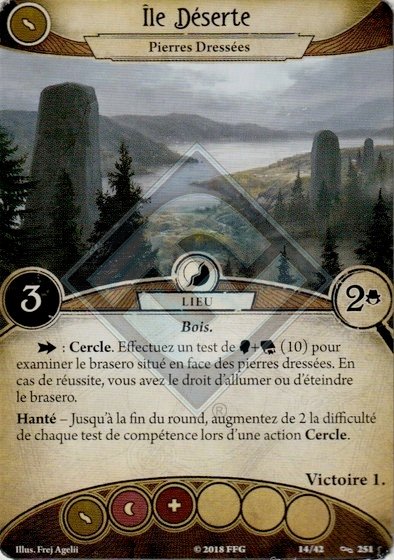 Île Déserte
Pierres Dressées
3
LIEU
2
Bois.
: Cercle. Effectuez un test de + (10) pour
examiner le brasero situé en face des pierres dressées. En
cas de réussite, vous avez le droit d'allumer ou d'éteindre
le brasero.
Hanté – Jusqu'à la fin du round, augmentez de 2 la difficulté
de chaque test de compétence lors d'une action Cercle.
Victoire 1.
Illus. Frej Agelii © 2018 FFG 14/42 251